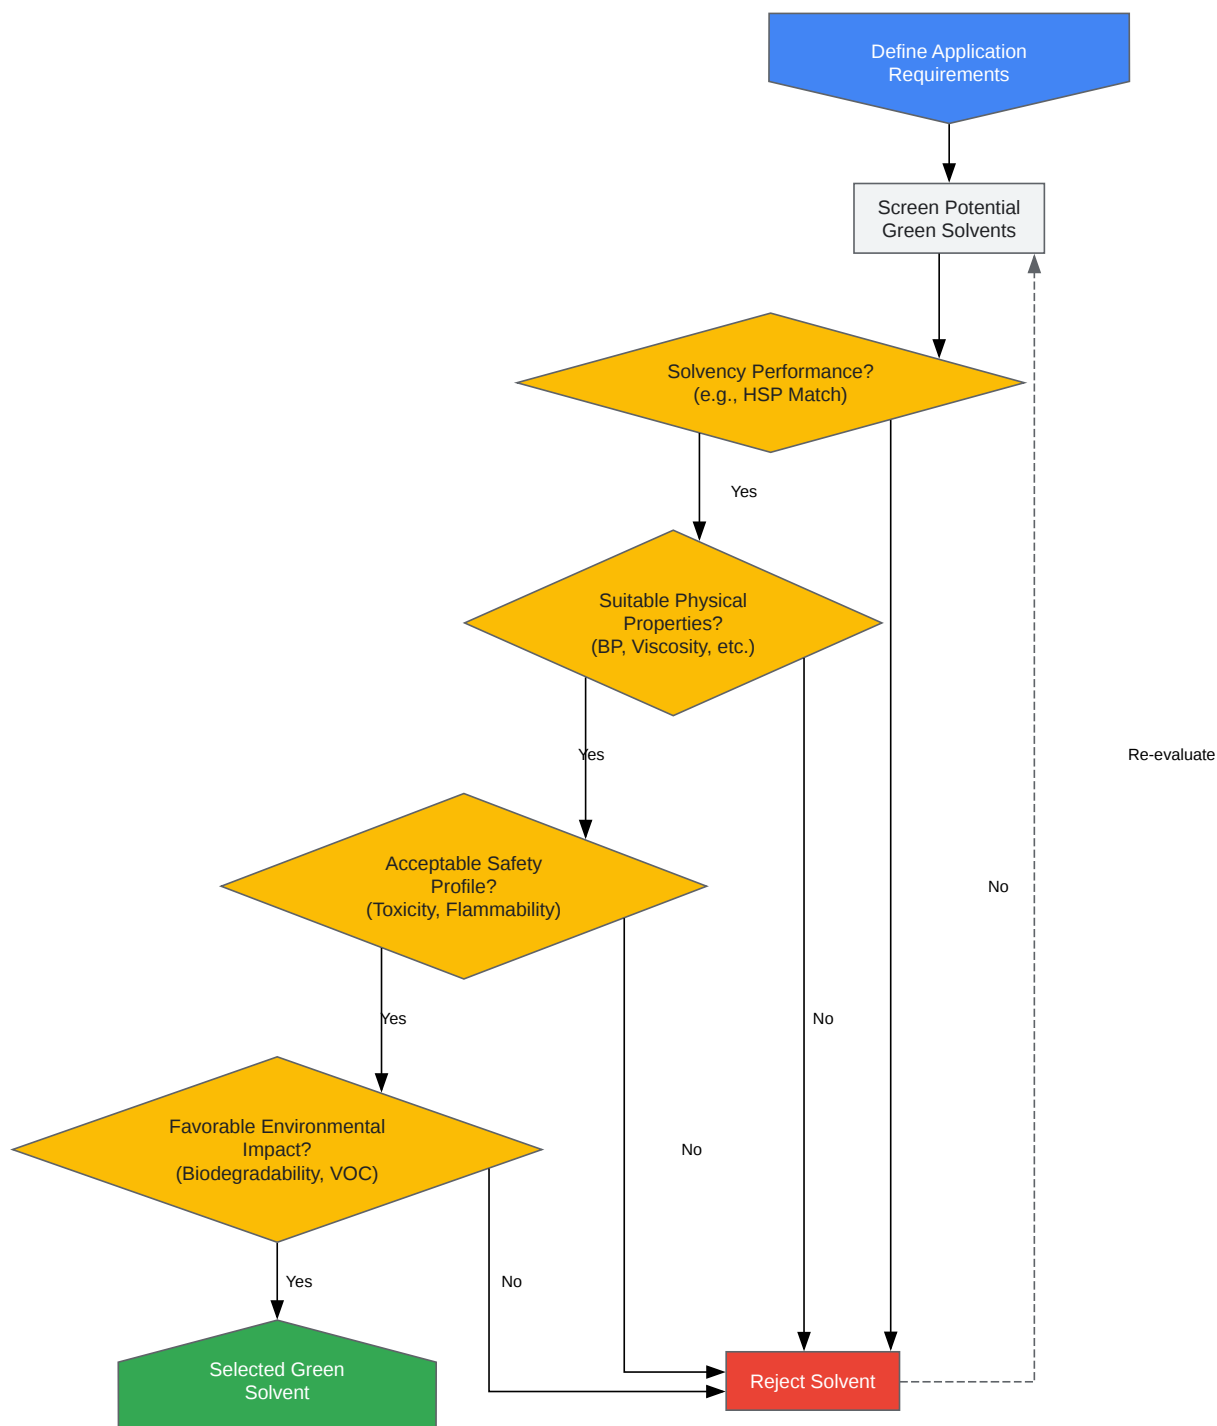 Define Application
Requirements
Screen Potential
Green Solvents
Solvency Performance?
(e.g., HSP Match)
Yes
Suitable Physical
Properties?
(BP, Viscosity, etc.)
Yes
Re-evaluate
Acceptable Safety
Profile?
(Toxicity, Flammability)
No
Yes
No
Favorable Environmental
Impact?
(Biodegradability, VOC)
No
Yes
No
Selected Green
Solvent
Reject Solvent